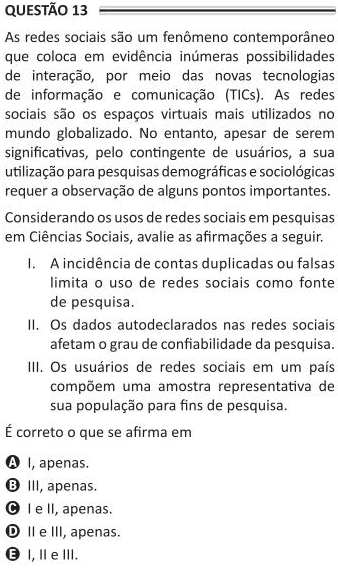 QUESTÃO 13
As redes sociais são um fenômeno contemporâneo
que coloca em evidência inúmeras possibilidades
de interação, por meio das novas tecnologias
de informação e comunicação (TICs). As redes
sociais são os espaços virtuais mais utilizados no
mundo globalizado. No entanto, apesar de serem
significativas, pelo contingente de usuários, a sua
utilização para pesquisas demográficas e sociológicas
requer a observação de alguns pontos importantes.
Considerando os usos de redes sociais em pesquisas
em Ciências Sociais, avalie as afirmações a seguir.
I. A incidência de contas duplicadas ou falsas
limita o uso de redes sociais como fonte
de pesquisa.
II. Os dados autodeclarados nas redes sociais
afetam o grau de confiabilidade da pesquisa.
III. Os usuários de redes sociais em um país
compõem uma amostra representativa de
sua população para fins de pesquisa.
É correto o que se afirma em
A I, apenas.
B III, apenas.
C I e II, apenas.
D II e III, apenas.
E I, II e III.